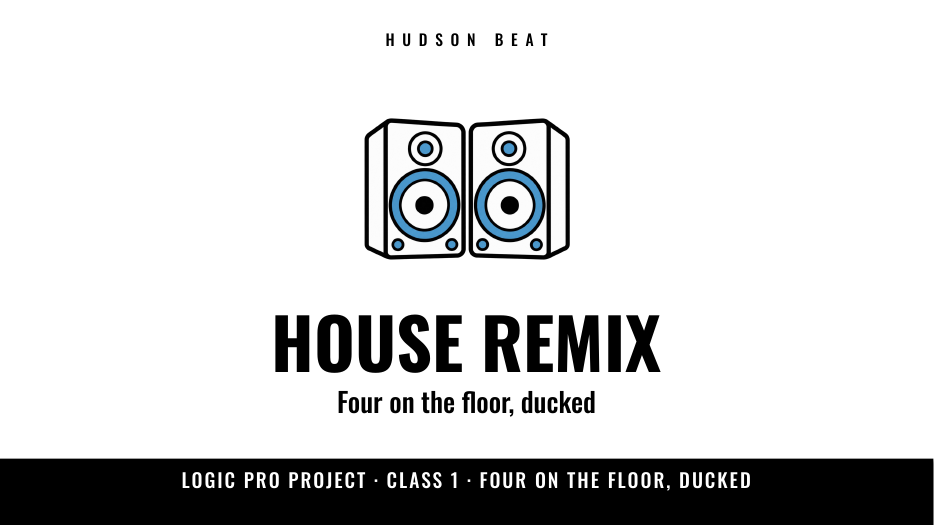 HUDSON BEAT
HOUSE REMIX
Four on the floor, ducked
LOGIC PRO PROJECT · CLASS 1 · FOUR ON THE FLOOR, DUCKED